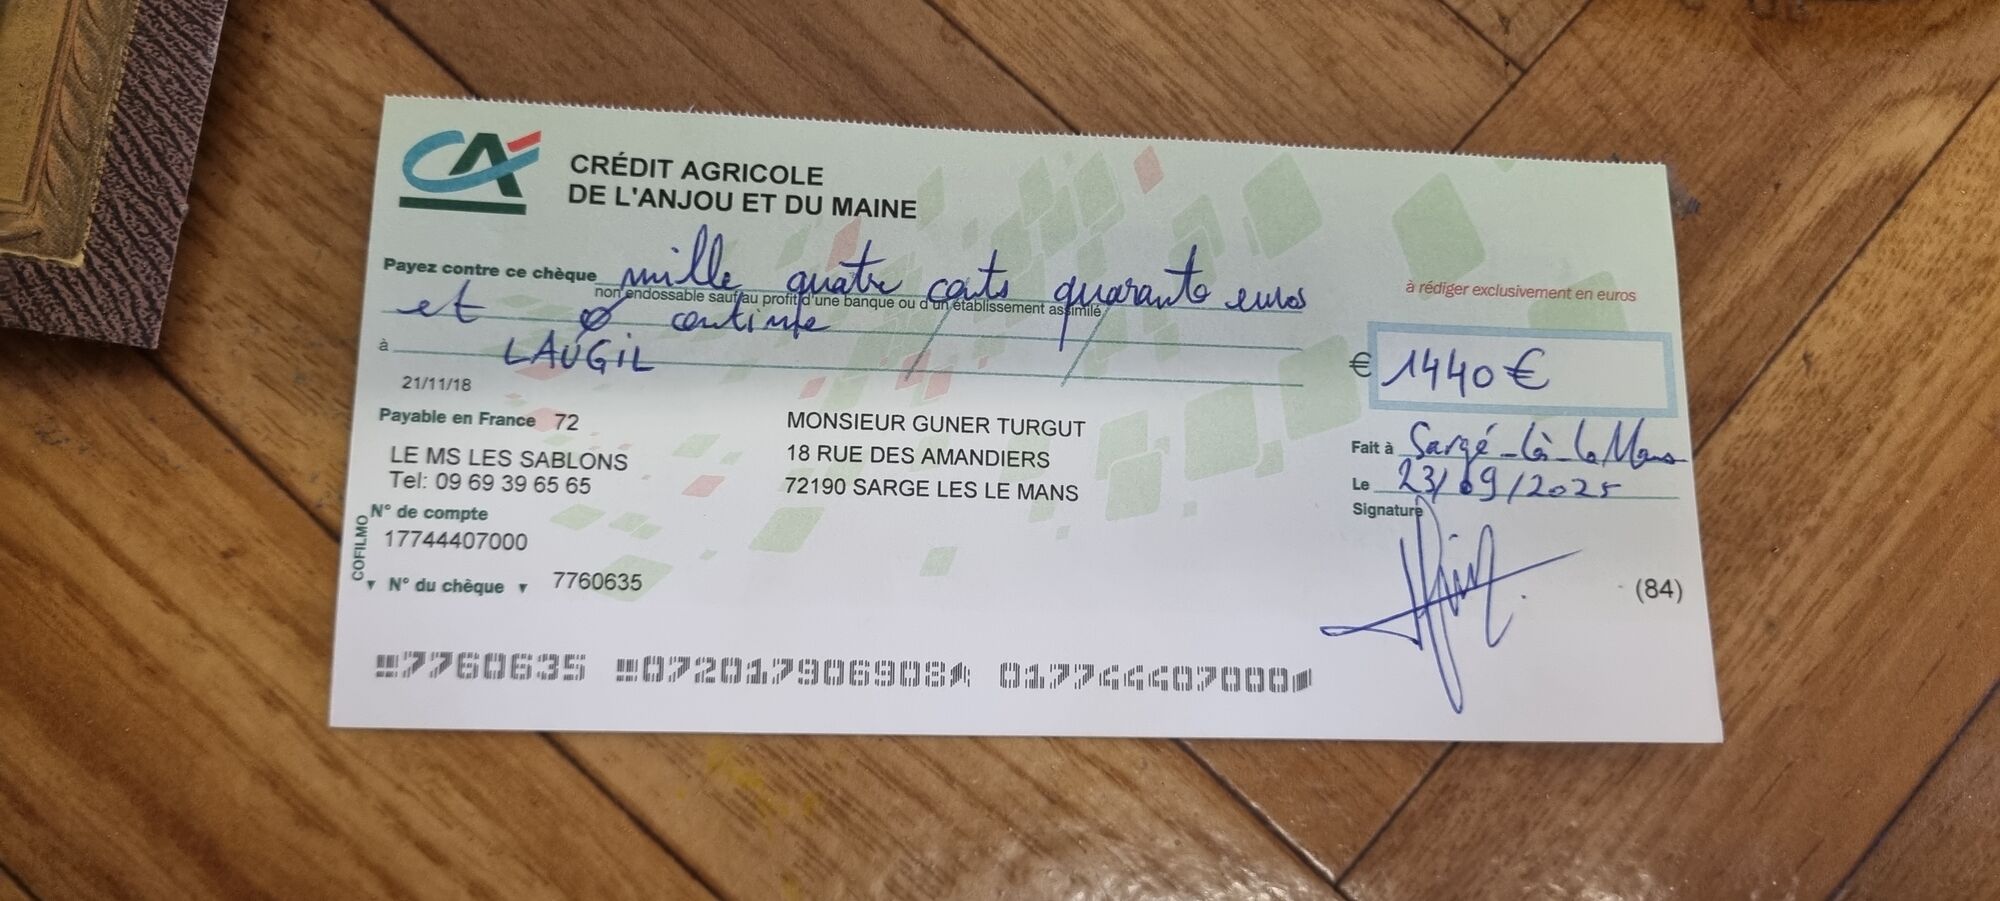 CA
CRÉDIT AGRICOLE
DE L'ANJOU ET DU MAINE
Payez contre ce chèque mille quatre cents quarante euros
non endossable sauf au profit d'une banque ou d'un établissement assimilé
à rédiger exclusivement en euros
et Ø centime
à LAUGIL
€ 1440 €
21/11/18
Payable en France 72
LE MS LES SABLONS
Tel: 09 69 39 65 65
MONSIEUR GUNER TURGUT
18 RUE DES AMANDIERS
72190 SARGE LES LE MANS
Fait à Sargé-lès-le Mans
Le 23/09/2025
Signature
N° de compte
17744407000
COFILMO
N° du chèque 7760635
(84)
7760635 072017906908 017744407000